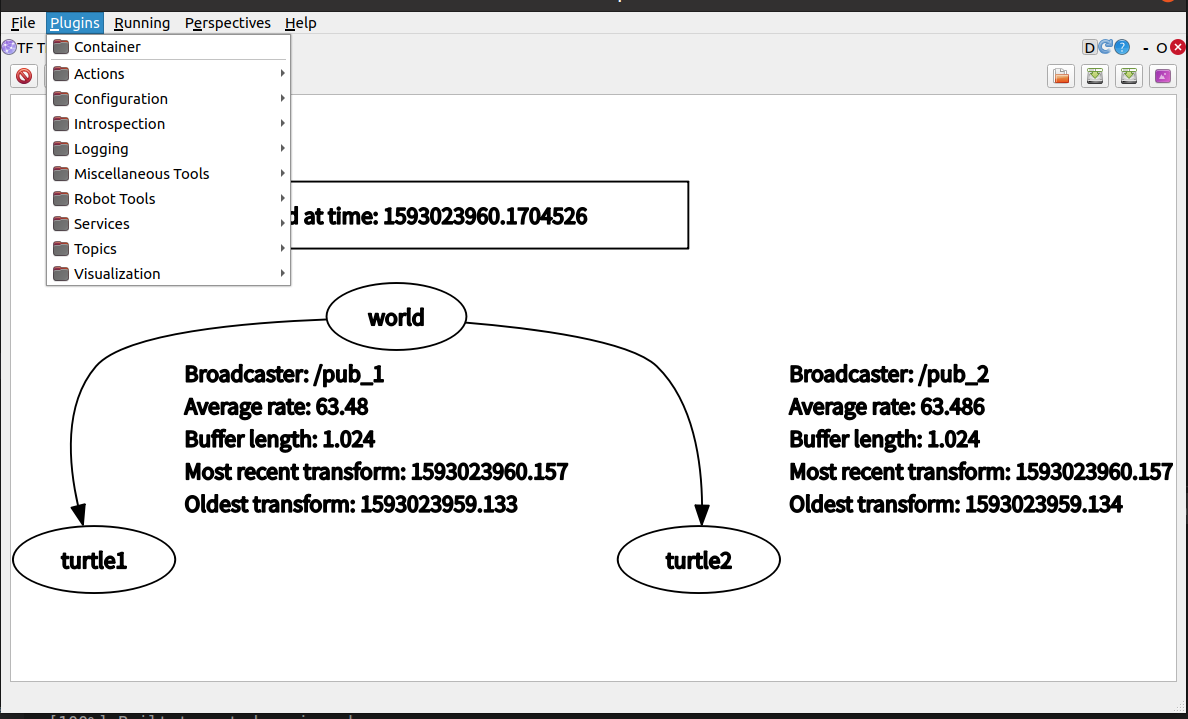 File Plugins Running Perspectives Help
TF T
D
- O
Container
Actions
Configuration
Introspection
Logging
Miscellaneous Tools
Robot Tools
Services
Topics
Visualization
d at time: 1593023960.1704526
world
Broadcaster: /pub_1
Average rate: 63.48
Buffer length: 1.024
Most recent transform: 1593023960.157
Oldest transform: 1593023959.133
Broadcaster: /pub_2
Average rate: 63.486
Buffer length: 1.024
Most recent transform: 1593023960.157
Oldest transform: 1593023959.134
turtle1
turtle2